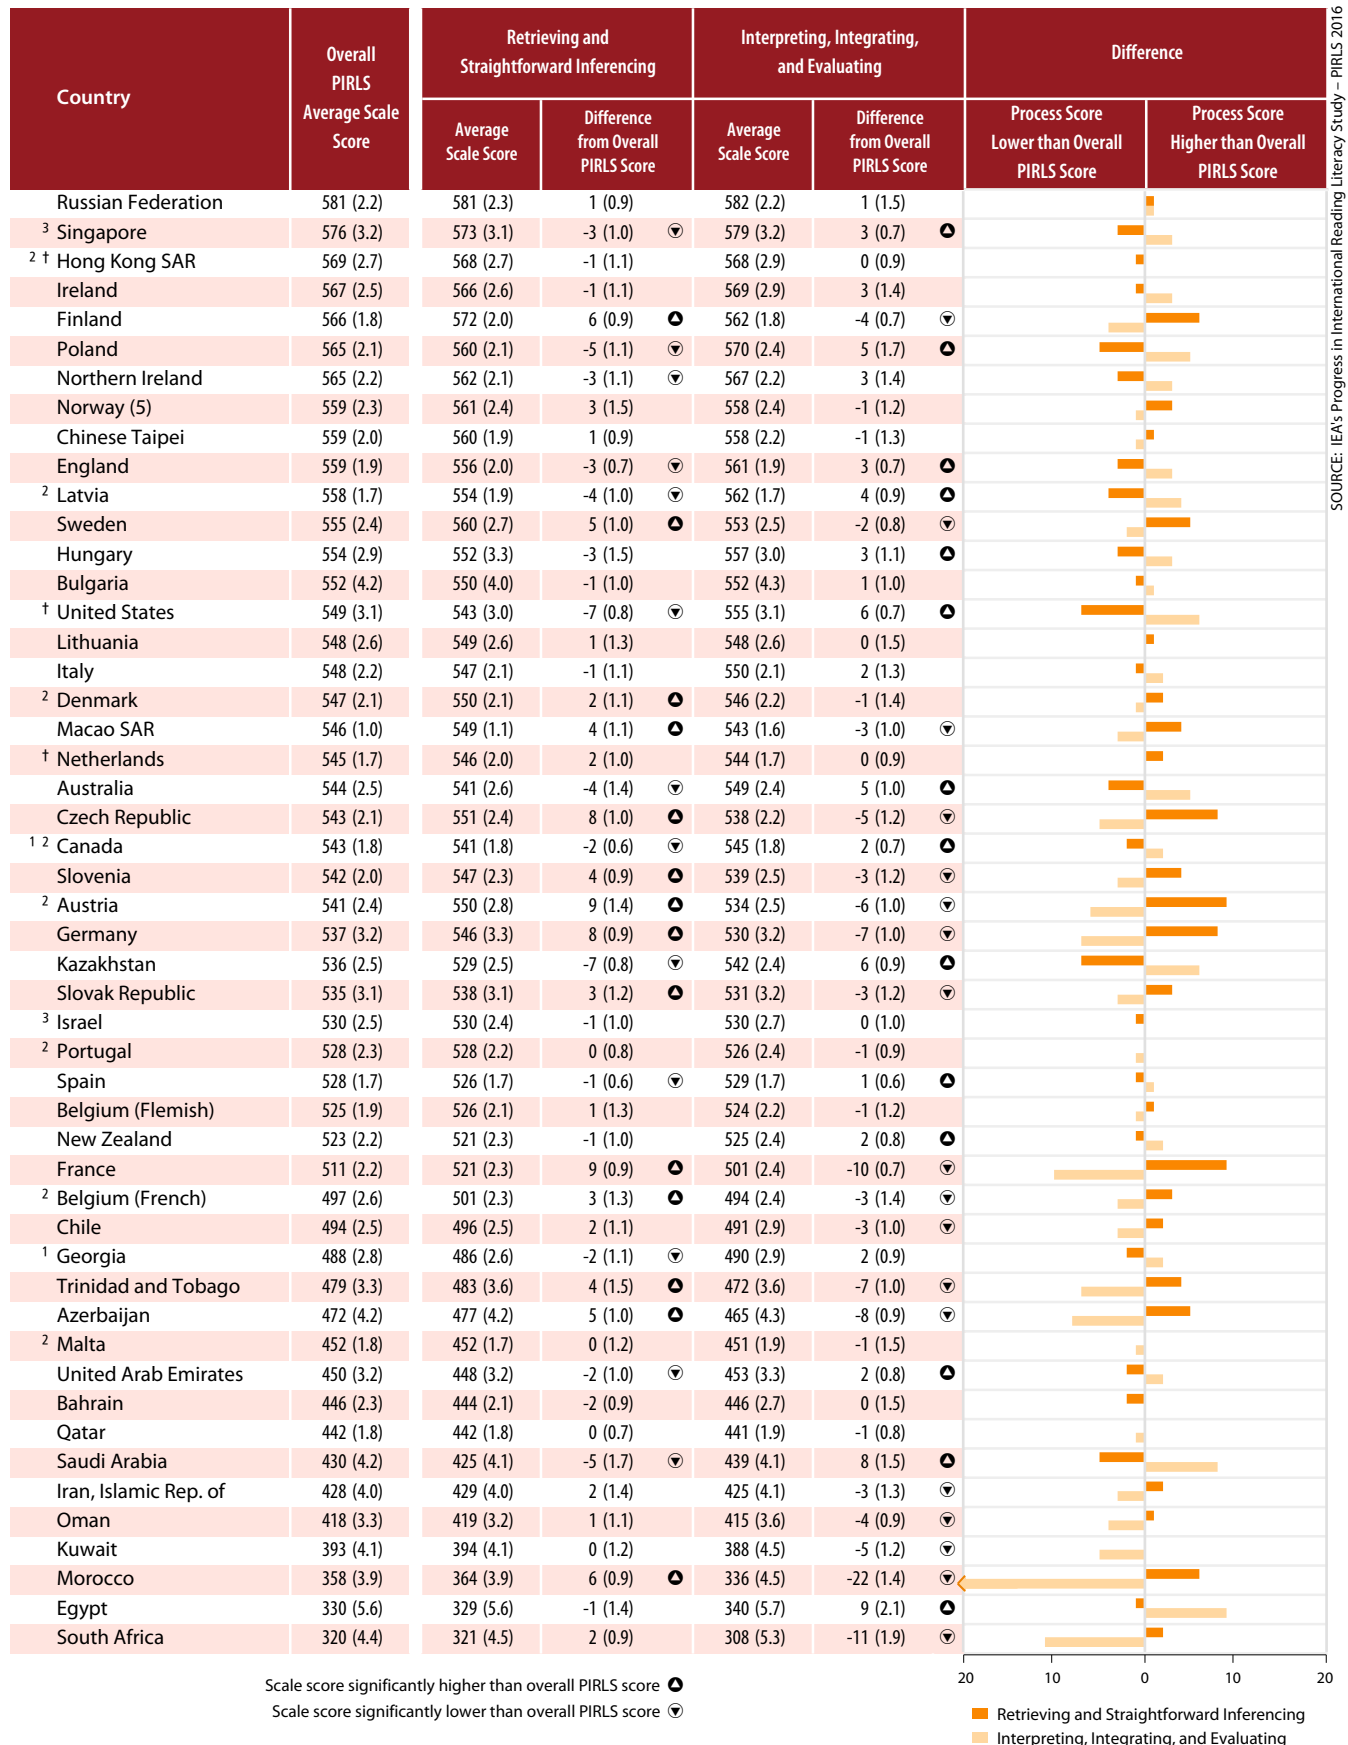 Country
Overall
PIRLS
Average Scale
Score
Retrieving and
Straightforward Inferencing
Interpreting, Integrating,
and Evaluating
Difference
Average
Scale Score
Difference
from Overall
PIRLS Score
Average
Scale Score
Difference
from Overall
PIRLS Score
Process Score
Lower than Overall
PIRLS Score
Process Score
Higher than Overall
PIRLS Score
Russian Federation 581 (2.2) 581 (2.3) 1 (0.9) 582 (2.2) 1 (1.5)
3 Singapore 576 (3.2) 573 (3.1) -3 (1.0) 579 (3.2) 3 (0.7)
2 † Hong Kong SAR 569 (2.7) 568 (2.7) -1 (1.1) 568 (2.9) 0 (0.9)
Ireland 567 (2.5) 566 (2.6) -1 (1.1) 569 (2.9) 3 (1.4)
Finland 566 (1.8) 572 (2.0) 6 (0.9) 562 (1.8) -4 (0.7)
Poland 565 (2.1) 560 (2.1) -5 (1.1) 570 (2.4) 5 (1.7)
Northern Ireland 565 (2.2) 562 (2.1) -3 (1.1) 567 (2.2) 3 (1.4)
Norway (5) 559 (2.3) 561 (2.4) 3 (1.5) 558 (2.4) -1 (1.2)
Chinese Taipei 559 (2.0) 560 (1.9) 1 (0.9) 558 (2.2) -1 (1.3)
England 559 (1.9) 556 (2.0) -3 (0.7) 561 (1.9) 3 (0.7)
2 Latvia 558 (1.7) 554 (1.9) -4 (1.0) 562 (1.7) 4 (0.9)
Sweden 555 (2.4) 560 (2.7) 5 (1.0) 553 (2.5) -2 (0.8)
Hungary 554 (2.9) 552 (3.3) -3 (1.5) 557 (3.0) 3 (1.1)
Bulgaria 552 (4.2) 550 (4.0) -1 (1.0) 552 (4.3) 1 (1.0)
† United States 549 (3.1) 543 (3.0) -7 (0.8) 555 (3.1) 6 (0.7)
Lithuania 548 (2.6) 549 (2.6) 1 (1.3) 548 (2.6) 0 (1.5)
Italy 548 (2.2) 547 (2.1) -1 (1.1) 550 (2.1) 2 (1.3)
2 Denmark 547 (2.1) 550 (2.1) 2 (1.1) 546 (2.2) -1 (1.4)
Macao SAR 546 (1.0) 549 (1.1) 4 (1.1) 543 (1.6) -3 (1.0)
† Netherlands 545 (1.7) 546 (2.0) 2 (1.0) 544 (1.7) 0 (0.9)
Australia 544 (2.5) 541 (2.6) -4 (1.4) 549 (2.4) 5 (1.0)
Czech Republic 543 (2.1) 551 (2.4) 8 (1.0) 538 (2.2) -5 (1.2)
1 2 Canada 543 (1.8) 541 (1.8) -2 (0.6) 545 (1.8) 2 (0.7)
Slovenia 542 (2.0) 547 (2.3) 4 (0.9) 539 (2.5) -3 (1.2)
2 Austria 541 (2.4) 550 (2.8) 9 (1.4) 534 (2.5) -6 (1.0)
Germany 537 (3.2) 546 (3.3) 8 (0.9) 530 (3.2) -7 (1.0)
Kazakhstan 536 (2.5) 529 (2.5) -7 (0.8) 542 (2.4) 6 (0.9)
Slovak Republic 535 (3.1) 538 (3.1) 3 (1.2) 531 (3.2) -3 (1.2)
3 Israel 530 (2.5) 530 (2.4) -1 (1.0) 530 (2.7) 0 (1.0)
2 Portugal 528 (2.3) 528 (2.2) 0 (0.8) 526 (2.4) -1 (0.9)
Spain 528 (1.7) 526 (1.7) -1 (0.6) 529 (1.7) 1 (0.6)
Belgium (Flemish) 525 (1.9) 526 (2.1) 1 (1.3) 524 (2.2) -1 (1.2)
New Zealand 523 (2.2) 521 (2.3) -1 (1.0) 525 (2.4) 2 (0.8)
France 511 (2.2) 521 (2.3) 9 (0.9) 501 (2.4) -10 (0.7)
2 Belgium (French) 497 (2.6) 501 (2.3) 3 (1.3) 494 (2.4) -3 (1.4)
Chile 494 (2.5) 496 (2.5) 2 (1.1) 491 (2.9) -3 (1.0)
1 Georgia 488 (2.8) 486 (2.6) -2 (1.1) 490 (2.9) 2 (0.9)
Trinidad and Tobago 479 (3.3) 483 (3.6) 4 (1.5) 472 (3.6) -7 (1.0)
Azerbaijan 472 (4.2) 477 (4.2) 5 (1.0) 465 (4.3) -8 (0.9)
2 Malta 452 (1.8) 452 (1.7) 0 (1.2) 451 (1.9) -1 (1.5)
United Arab Emirates 450 (3.2) 448 (3.2) -2 (1.0) 453 (3.3) 2 (0.8)
Bahrain 446 (2.3) 444 (2.1) -2 (0.9) 446 (2.7) 0 (1.5)
Qatar 442 (1.8) 442 (1.8) 0 (0.7) 441 (1.9) -1 (0.8)
Saudi Arabia 430 (4.2) 425 (4.1) -5 (1.7) 439 (4.1) 8 (1.5)
Iran, Islamic Rep. of 428 (4.0) 429 (4.0) 2 (1.4) 425 (4.1) -3 (1.3)
Oman 418 (3.3) 419 (3.2) 1 (1.1) 415 (3.6) -4 (0.9)
Kuwait 393 (4.1) 394 (4.1) 0 (1.2) 388 (4.5) -5 (1.2)
Morocco 358 (3.9) 364 (3.9) 6 (0.9) 336 (4.5) -22 (1.4)
Egypt 330 (5.6) 329 (5.6) -1 (1.4) 340 (5.7) 9 (2.1)
South Africa 320 (4.4) 321 (4.5) 2 (0.9) 308 (5.3) -11 (1.9)
20 10 0 10 20
Scale score significantly higher than overall PIRLS score
Scale score significantly lower than overall PIRLS score
Retrieving and Straightforward Inferencing
Interpreting, Integrating, and Evaluating
SOURCE: IEA's Progress in International Reading Literacy Study – PIRLS 2016